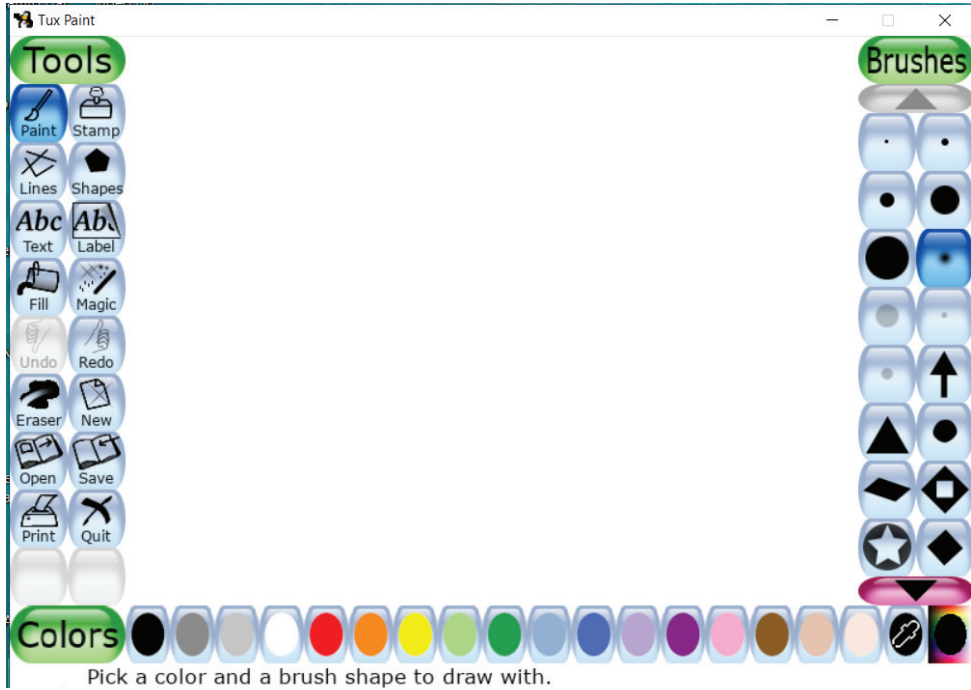 Tux Paint
Tools
Brushes
Paint Stamp
Lines Shapes
Abc Abc
Text Label
Fill Magic
Undo Redo
Eraser New
Open Save
Print Quit
Colors
Pick a color and a brush shape to draw with.